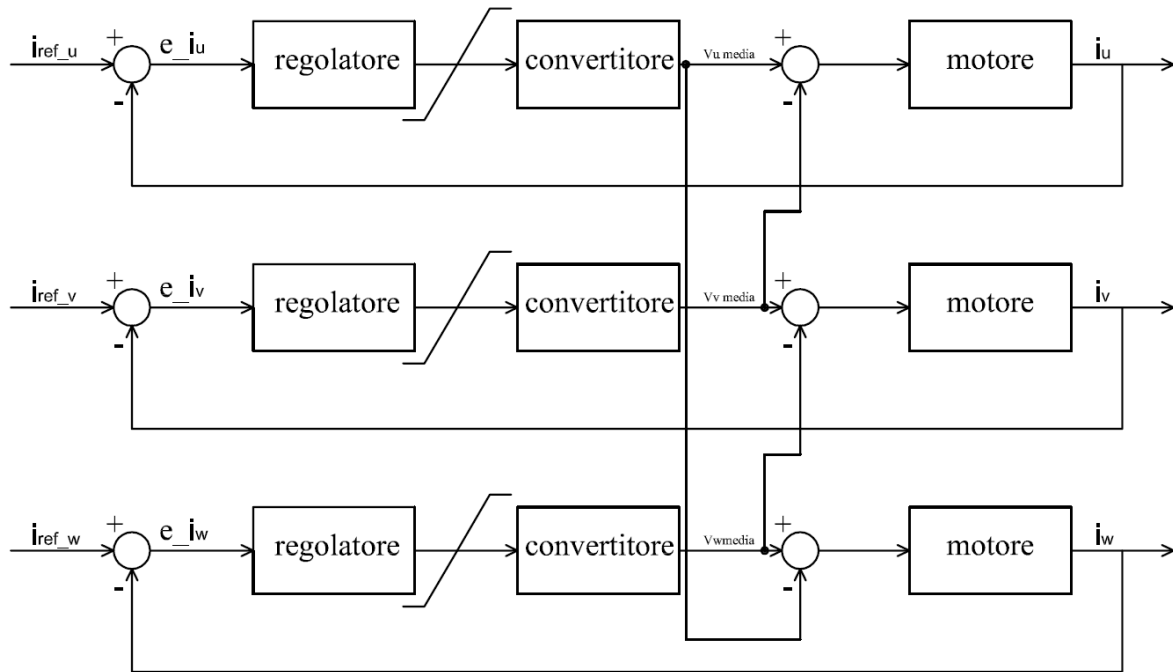 iref_u + - e_iu regolatore convertitore Vu media + - motore iu
iref_v + - e_iv regolatore convertitore Vv media + - motore iv
iref_w + - e_iw regolatore convertitore Vwmedia + - motore iw